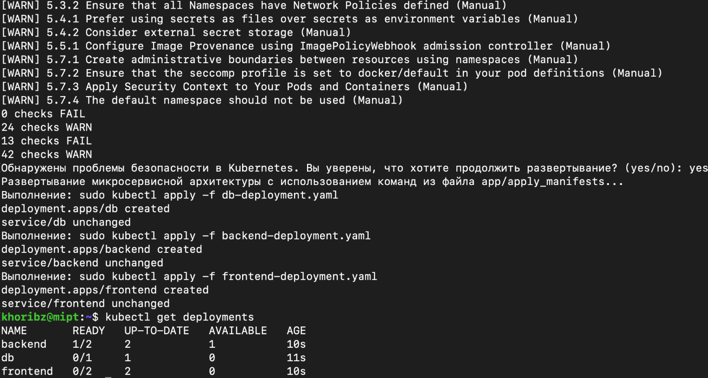 [WARN] 5.3.2 Ensure that all Namespaces have Network Policies defined (Manual)
[WARN] 5.4.1 Prefer using secrets as files over secrets as environment variables (Manual)
[WARN] 5.4.2 Consider external secret storage (Manual)
[WARN] 5.5.1 Configure Image Provenance using ImagePolicyWebhook admission controller (Manual)
[WARN] 5.7.1 Create administrative boundaries between resources using namespaces (Manual)
[WARN] 5.7.2 Ensure that the seccomp profile is set to docker/default in your pod definitions (Manual)
[WARN] 5.7.3 Apply Security Context to Your Pods and Containers (Manual)
[WARN] 5.7.4 The default namespace should not be used (Manual)
0 checks FAIL
24 checks WARN
13 checks FAIL
42 checks WARN
Обнаружены проблемы безопасности в Kubernetes. Вы уверены, что хотите продолжить развертывание? (yes/no): yes
Развертывание микросервисной архитектуры с использованием команд из файла app/apply_manifests...
Выполнение: sudo kubectl apply -f db-deployment.yaml
deployment.apps/db created
service/db unchanged
Выполнение: sudo kubectl apply -f backend-deployment.yaml
deployment.apps/backend created
service/backend unchanged
Выполнение: sudo kubectl apply -f frontend-deployment.yaml
deployment.apps/frontend created
service/frontend unchanged
khoribz@mipt:~$ kubectl get deployments
NAME READY UP-TO-DATE AVAILABLE AGE
backend 1/2 2 1 10s
db 0/1 1 0 11s
frontend 0/2 2 0 10s